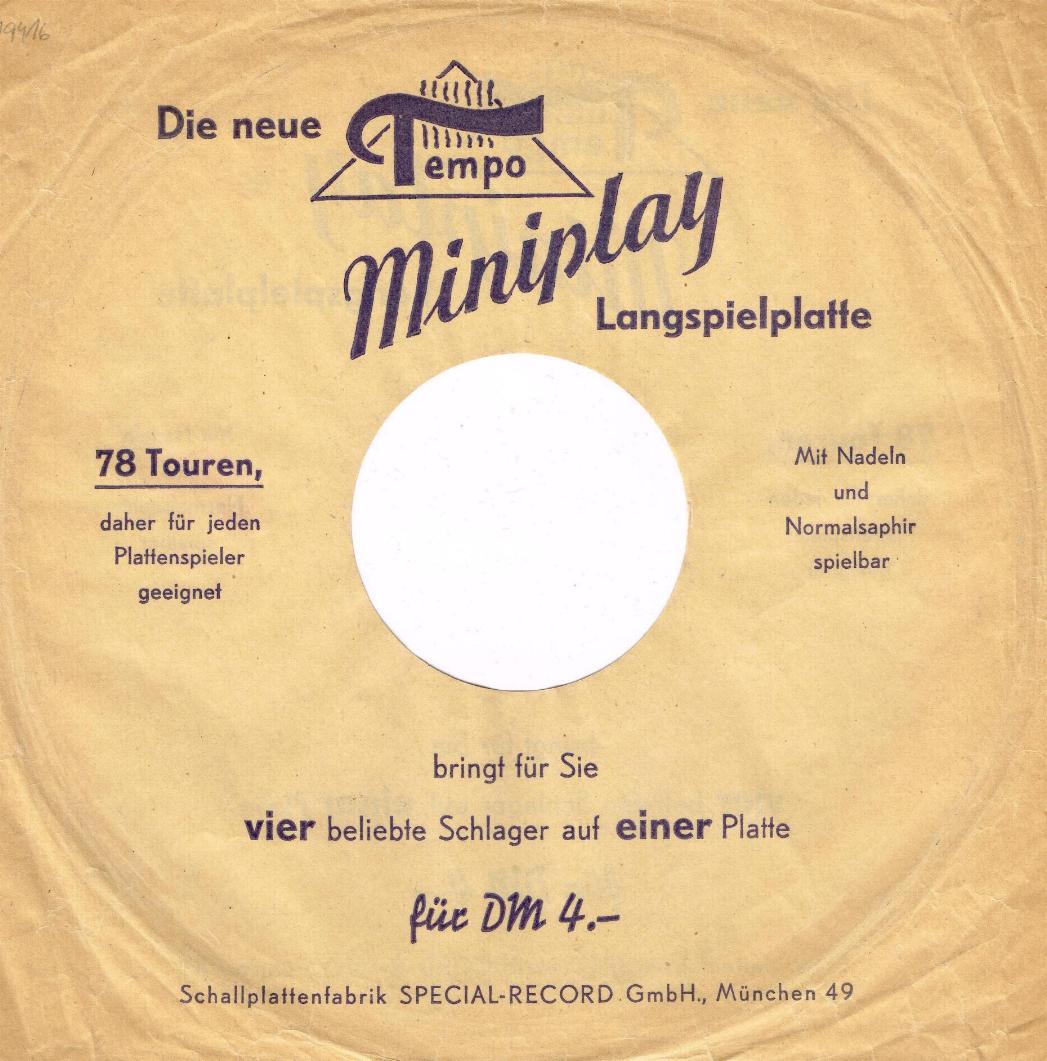 Die neue Tempo
Miniplay
Langspielplatte
78 Touren,
daher für jeden
Plattenspieler
geeignet
Mit Nadeln
und
Normalsaphir
spielbar
bringt für Sie
vier beliebte Schlager auf einer Platte
für DM 4.–
Schallplattenfabrik SPECIAL-RECORD GmbH., München 49